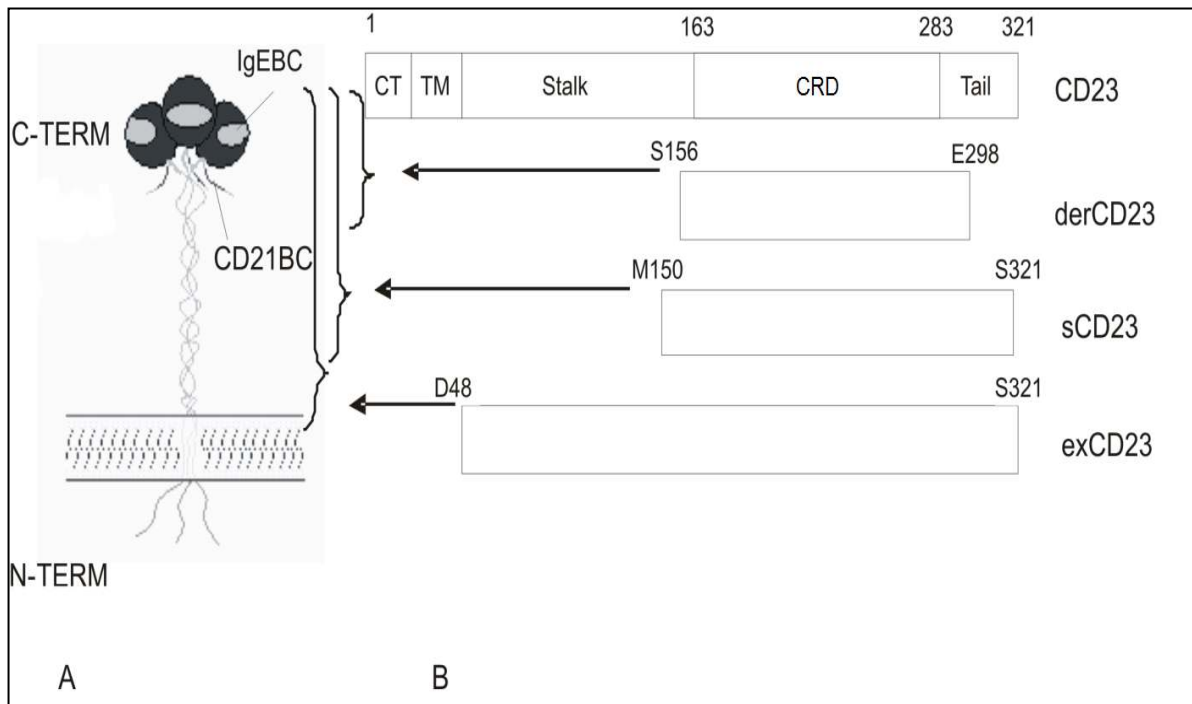 1 163 283 321
IgEBC
CT TM Stalk CRD Tail CD23
C-TERM
S156 E298
derCD23
CD21BC
M150 S321
sCD23
D48 S321
exCD23
N-TERM
A B